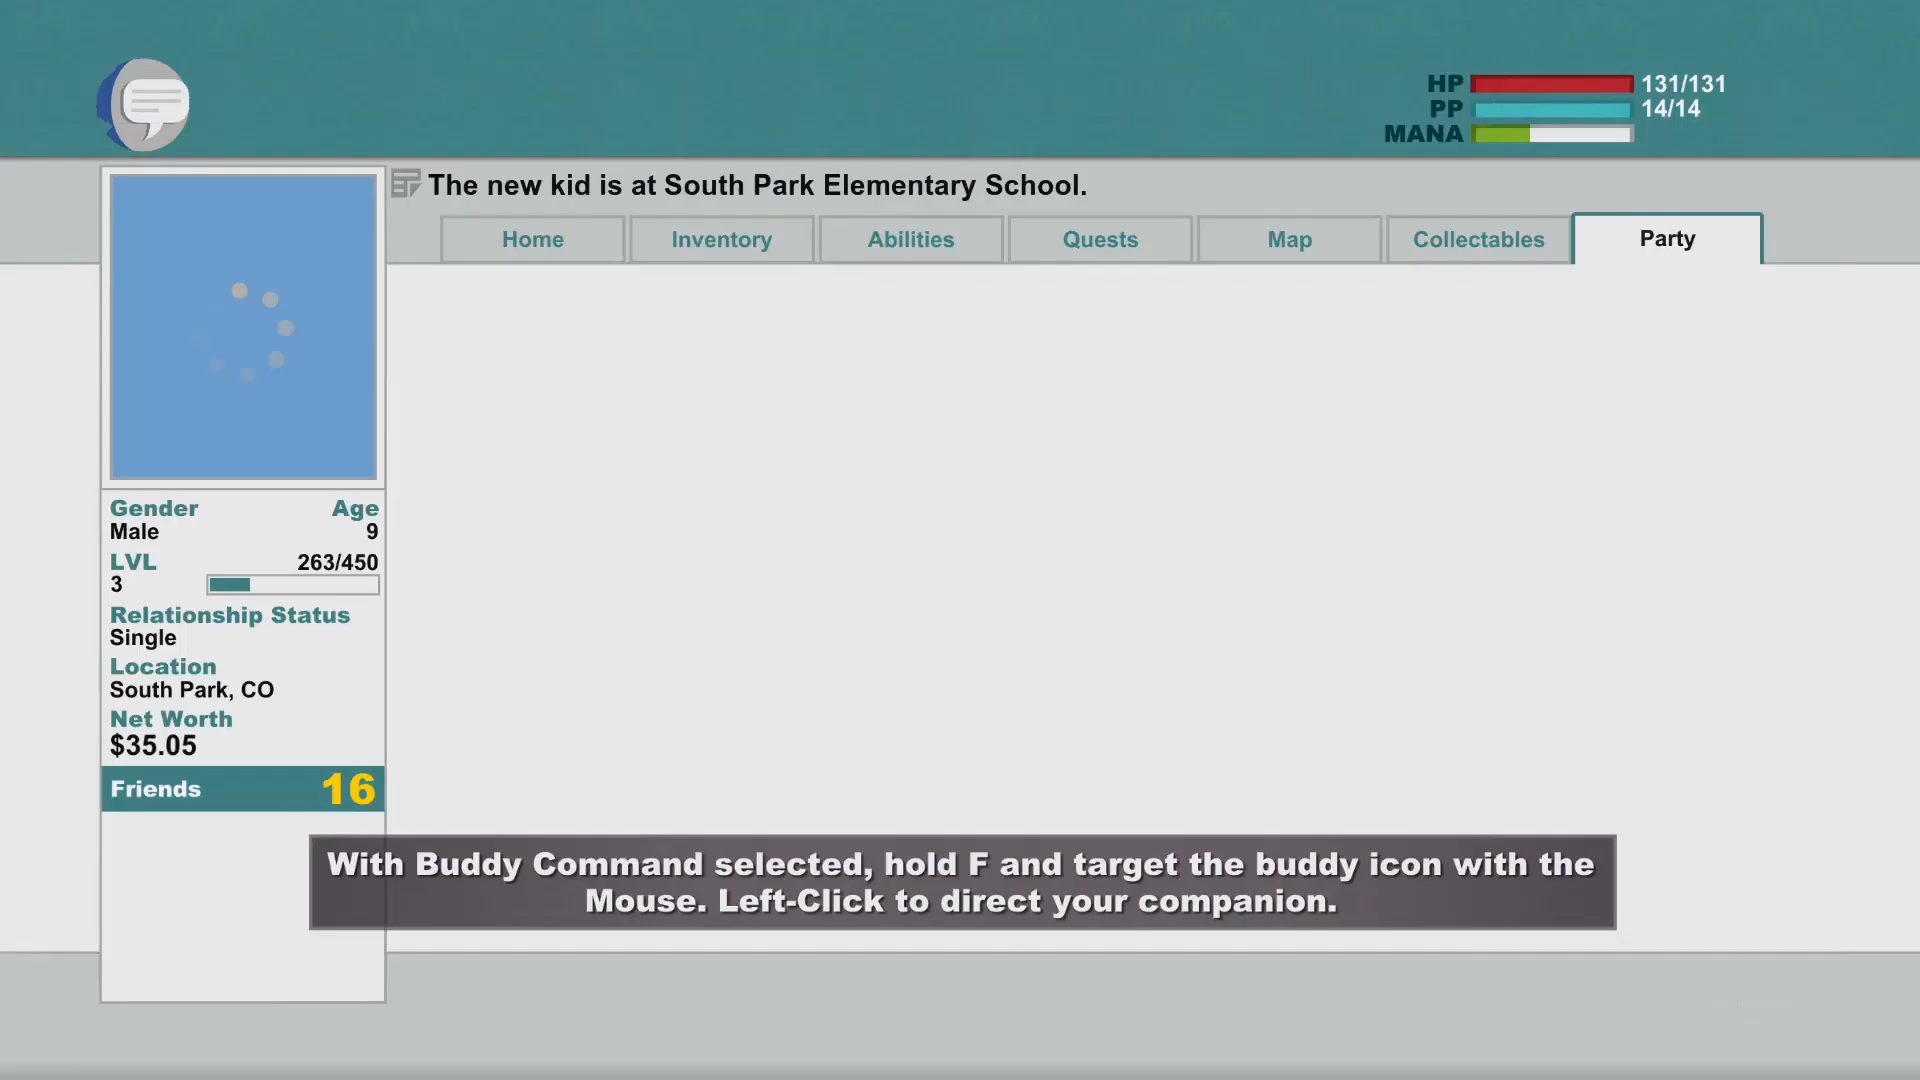 HP 131/131
PP 14/14
MANA
The new kid is at South Park Elementary School.
Home Inventory Abilities Quests Map Collectables Party
Gender Age
Male 9
LVL 263/450
3
Relationship Status
Single
Location
South Park, CO
Net Worth
$35.05
Friends 16
With Buddy Command selected, hold F and target the buddy icon with the
Mouse. Left-Click to direct your companion.